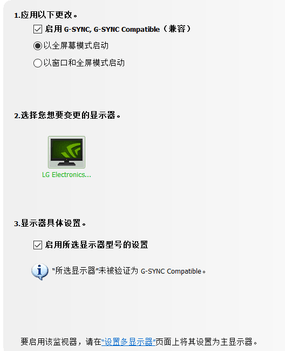 1.应用以下更改。
启用 G-SYNC, G-SYNC Compatible（兼容）
以全屏幕模式启动
以窗口和全屏模式启动
2.选择您想要变更的显示器。
LG Electronics...
3.显示器具体设置。
启用所选显示器型号的设置
"所选显示器"未被验证为 G-SYNC Compatible。
要启用该监视器，请在"设置多显示器"页面上将其设置为主显示器。